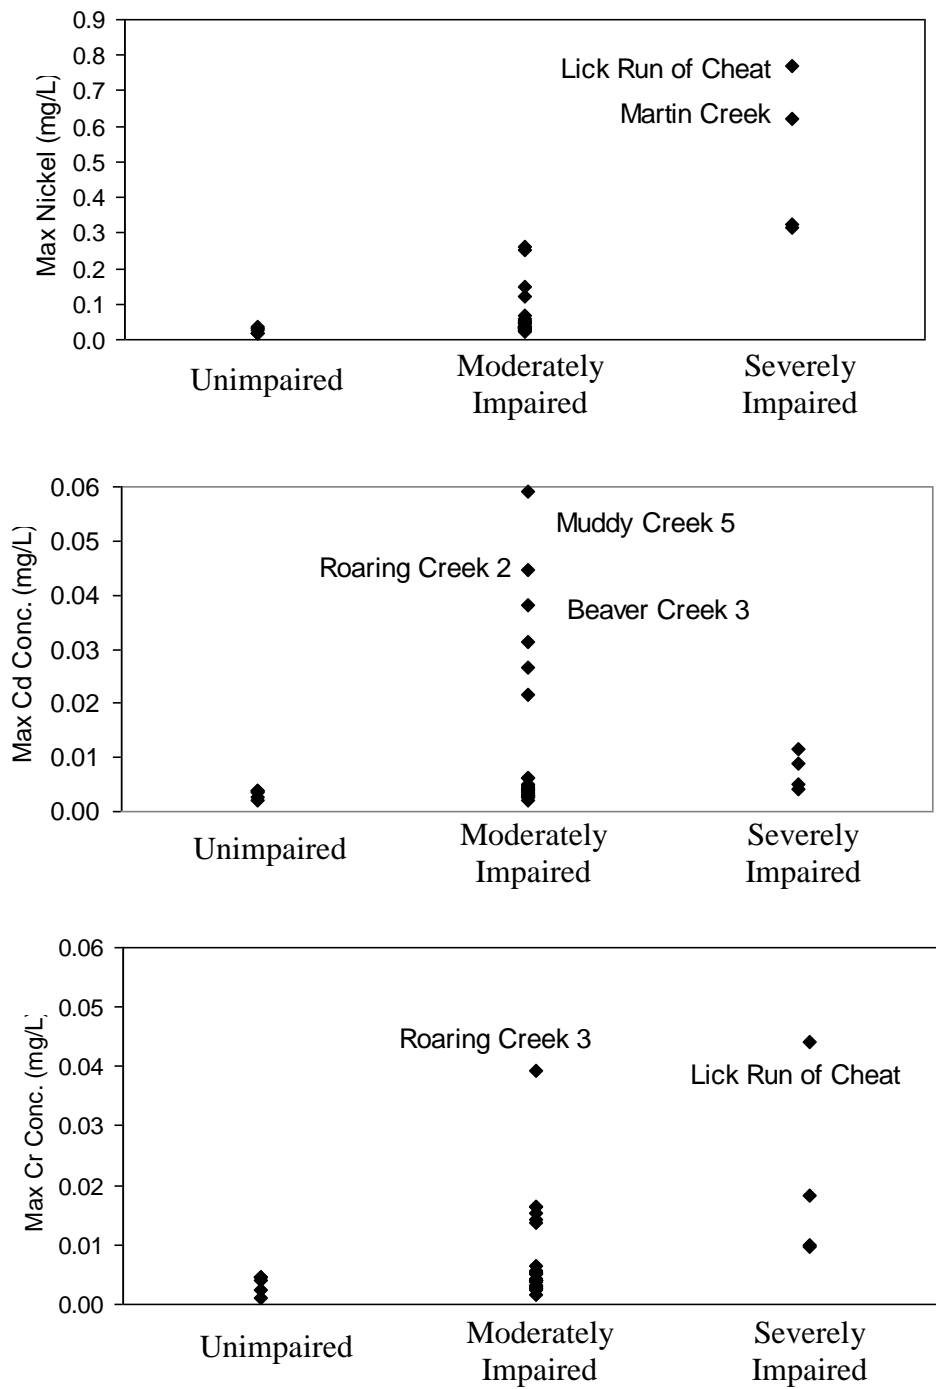 0.9
0.8
0.7
0.6
0.5
0.4
0.3
0.2
0.1
0.0
Max Nickel (mg/L)
Lick Run of Cheat
Martin Creek
Unimpaired
Moderately
Impaired
Severely
Impaired
0.06
0.05
0.04
0.03
0.02
0.01
0.00
Max Cd Conc. (mg/L)
Muddy Creek 5
Roaring Creek 2
Beaver Creek 3
Unimpaired
Moderately
Impaired
Severely
Impaired
0.06
0.05
0.04
0.03
0.02
0.01
0.00
Max Cr Conc. (mg/L)
Roaring Creek 3
Lick Run of Cheat
Unimpaired
Moderately
Impaired
Severely
Impaired